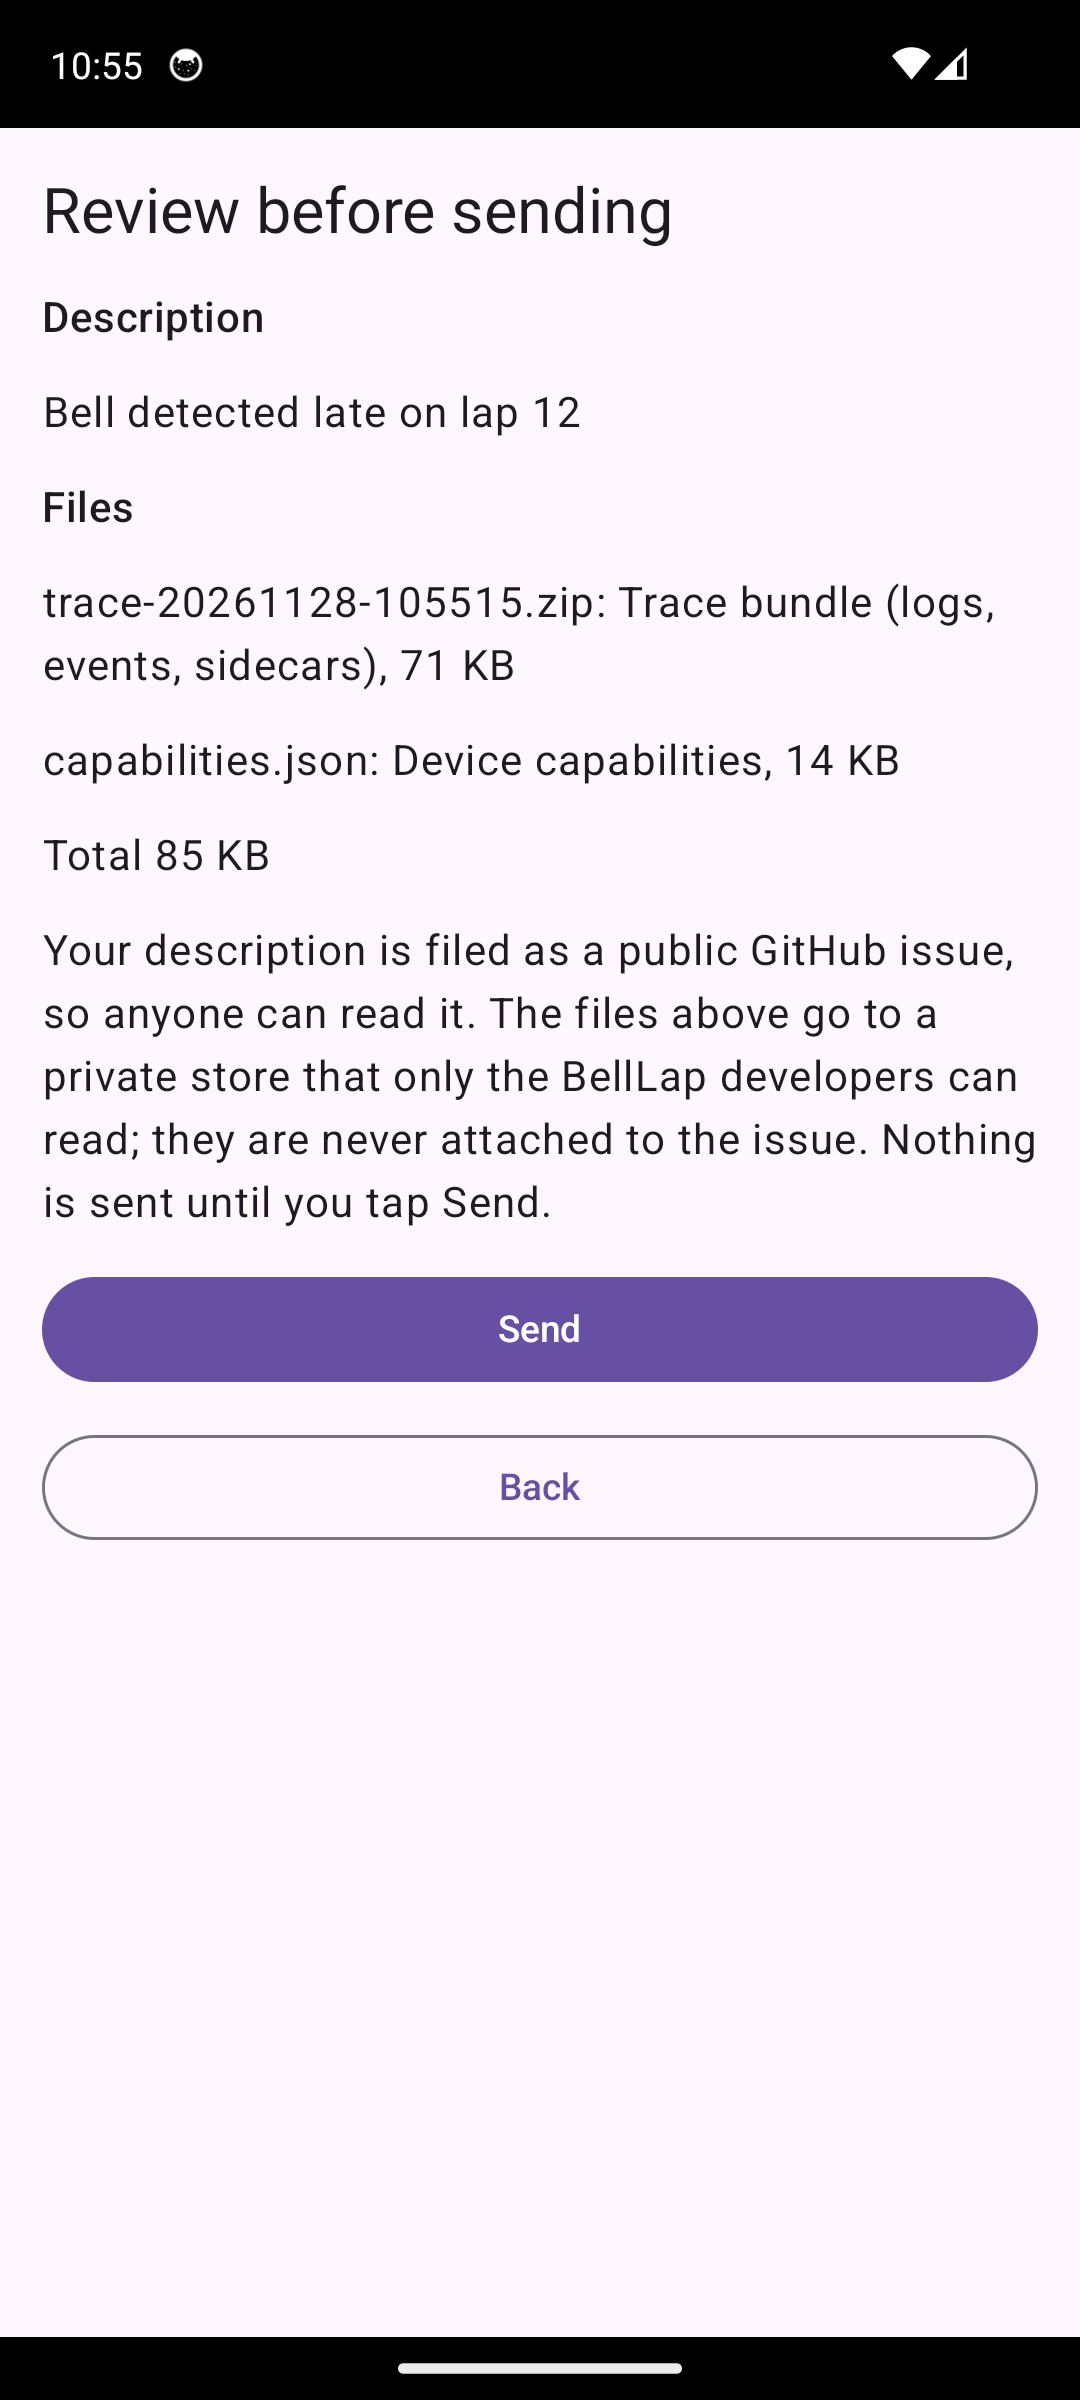 10:55
Review before sending
Description
Bell detected late on lap 12
Files
trace-20261128-105515.zip: Trace bundle (logs,
events, sidecars), 71 KB
capabilities.json: Device capabilities, 14 KB
Total 85 KB
Your description is filed as a public GitHub issue,
so anyone can read it. The files above go to a
private store that only the BellLap developers can
read; they are never attached to the issue. Nothing
is sent until you tap Send.
Send
Back